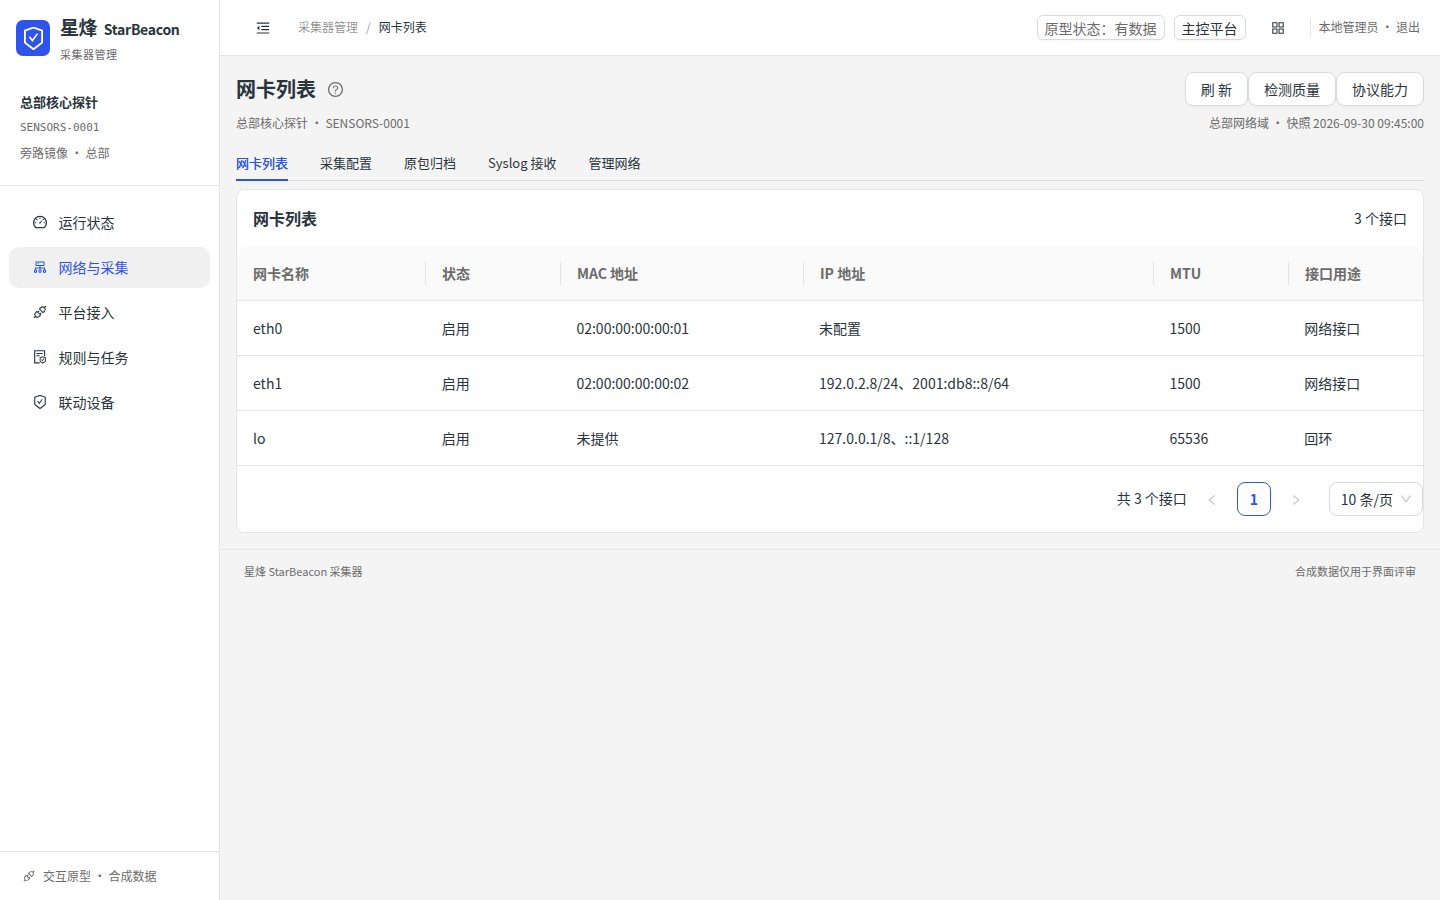 星烽 StarBeacon
采集器管理
总部核心探针
SENSORS-0001
旁路镜像 · 总部
运行状态
网络与采集
平台接入
规则与任务
联动设备
交互原型 · 合成数据
采集器管理 / 网卡列表
原型状态：有数据
主控平台
本地管理员 · 退出
网卡列表
刷 新
检测质量
协议能力
总部核心探针 · SENSORS-0001
总部网络域 · 快照 2026-09-30 09:45:00
网卡列表 采集配置 原包归档 Syslog 接收 管理网络
网卡列表
3 个接口
网卡名称 状态 MAC 地址 IP 地址 MTU 接口用途
eth0 启用 02:00:00:00:00:01 未配置 1500 网络接口
eth1 启用 02:00:00:00:00:02 192.0.2.8/24、2001:db8::8/64 1500 网络接口
lo 启用 未提供 127.0.0.1/8、::1/128 65536 回环
共 3 个接口 1 10 条/页
星烽 StarBeacon 采集器
合成数据仅用于界面评审